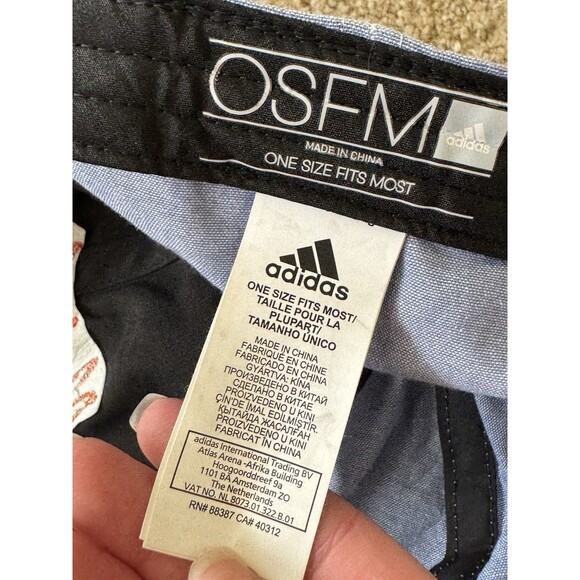 OSFM
adidas
MADE IN CHINA
ONE SIZE FITS MOST
adidas
ONE SIZE FITS MOST/
TAILLE POUR LA
PLUPART/
TAMANHO ÚNICO
MADE IN CHINA
FABRIQUÉ EN CHINE
FABRICADO EN CHINA
GYÁRTVA: KÍNA
ПРОИЗВЕДЕНО В КИТАЙ
СДЕЛАНО В КИТАЕ
PROIZVEDENO U KINI
ÇİN'DE İMAL EDİLMİŞTİR.
ҚЫТАЙДА ЖАСАЛҒАН
PROIZVEDENO U KINI
FABRICAT ÎN CHINA
adidas International Trading BV
Atlas Arena -Afrika Building
Hoogoorddreef 9a
1101 BA Amsterdam ZO
The Netherlands
VAT NO. NL 8073.01.322.B.01
RN# 88387 CA# 40312